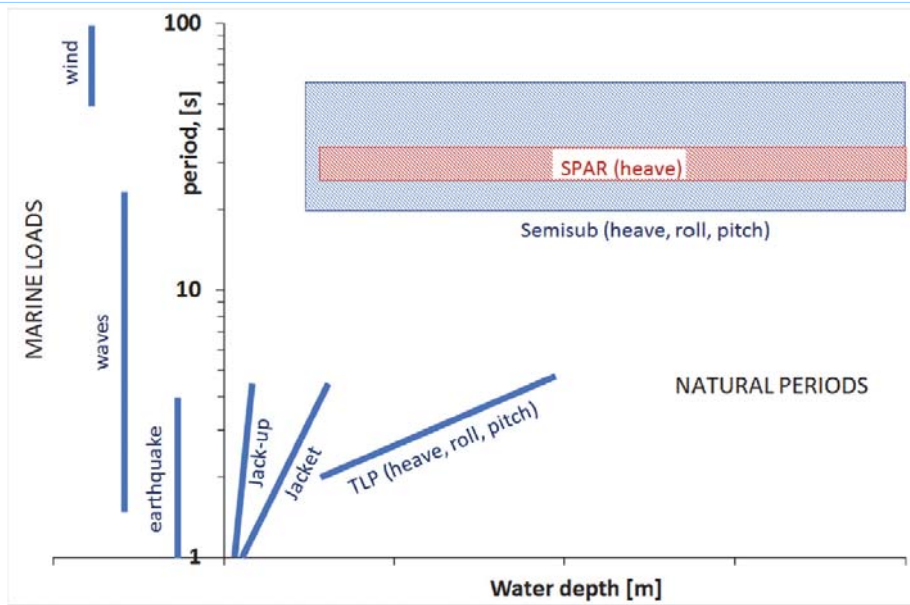 MARINE LOADS
wind
waves
earthquake
period, [s]
100
10
1
SPAR (heave)
Semisub (heave, roll, pitch)
NATURAL PERIODS
Jack-up
Jacket
TLP (heave, roll, pitch)
Water depth [m]